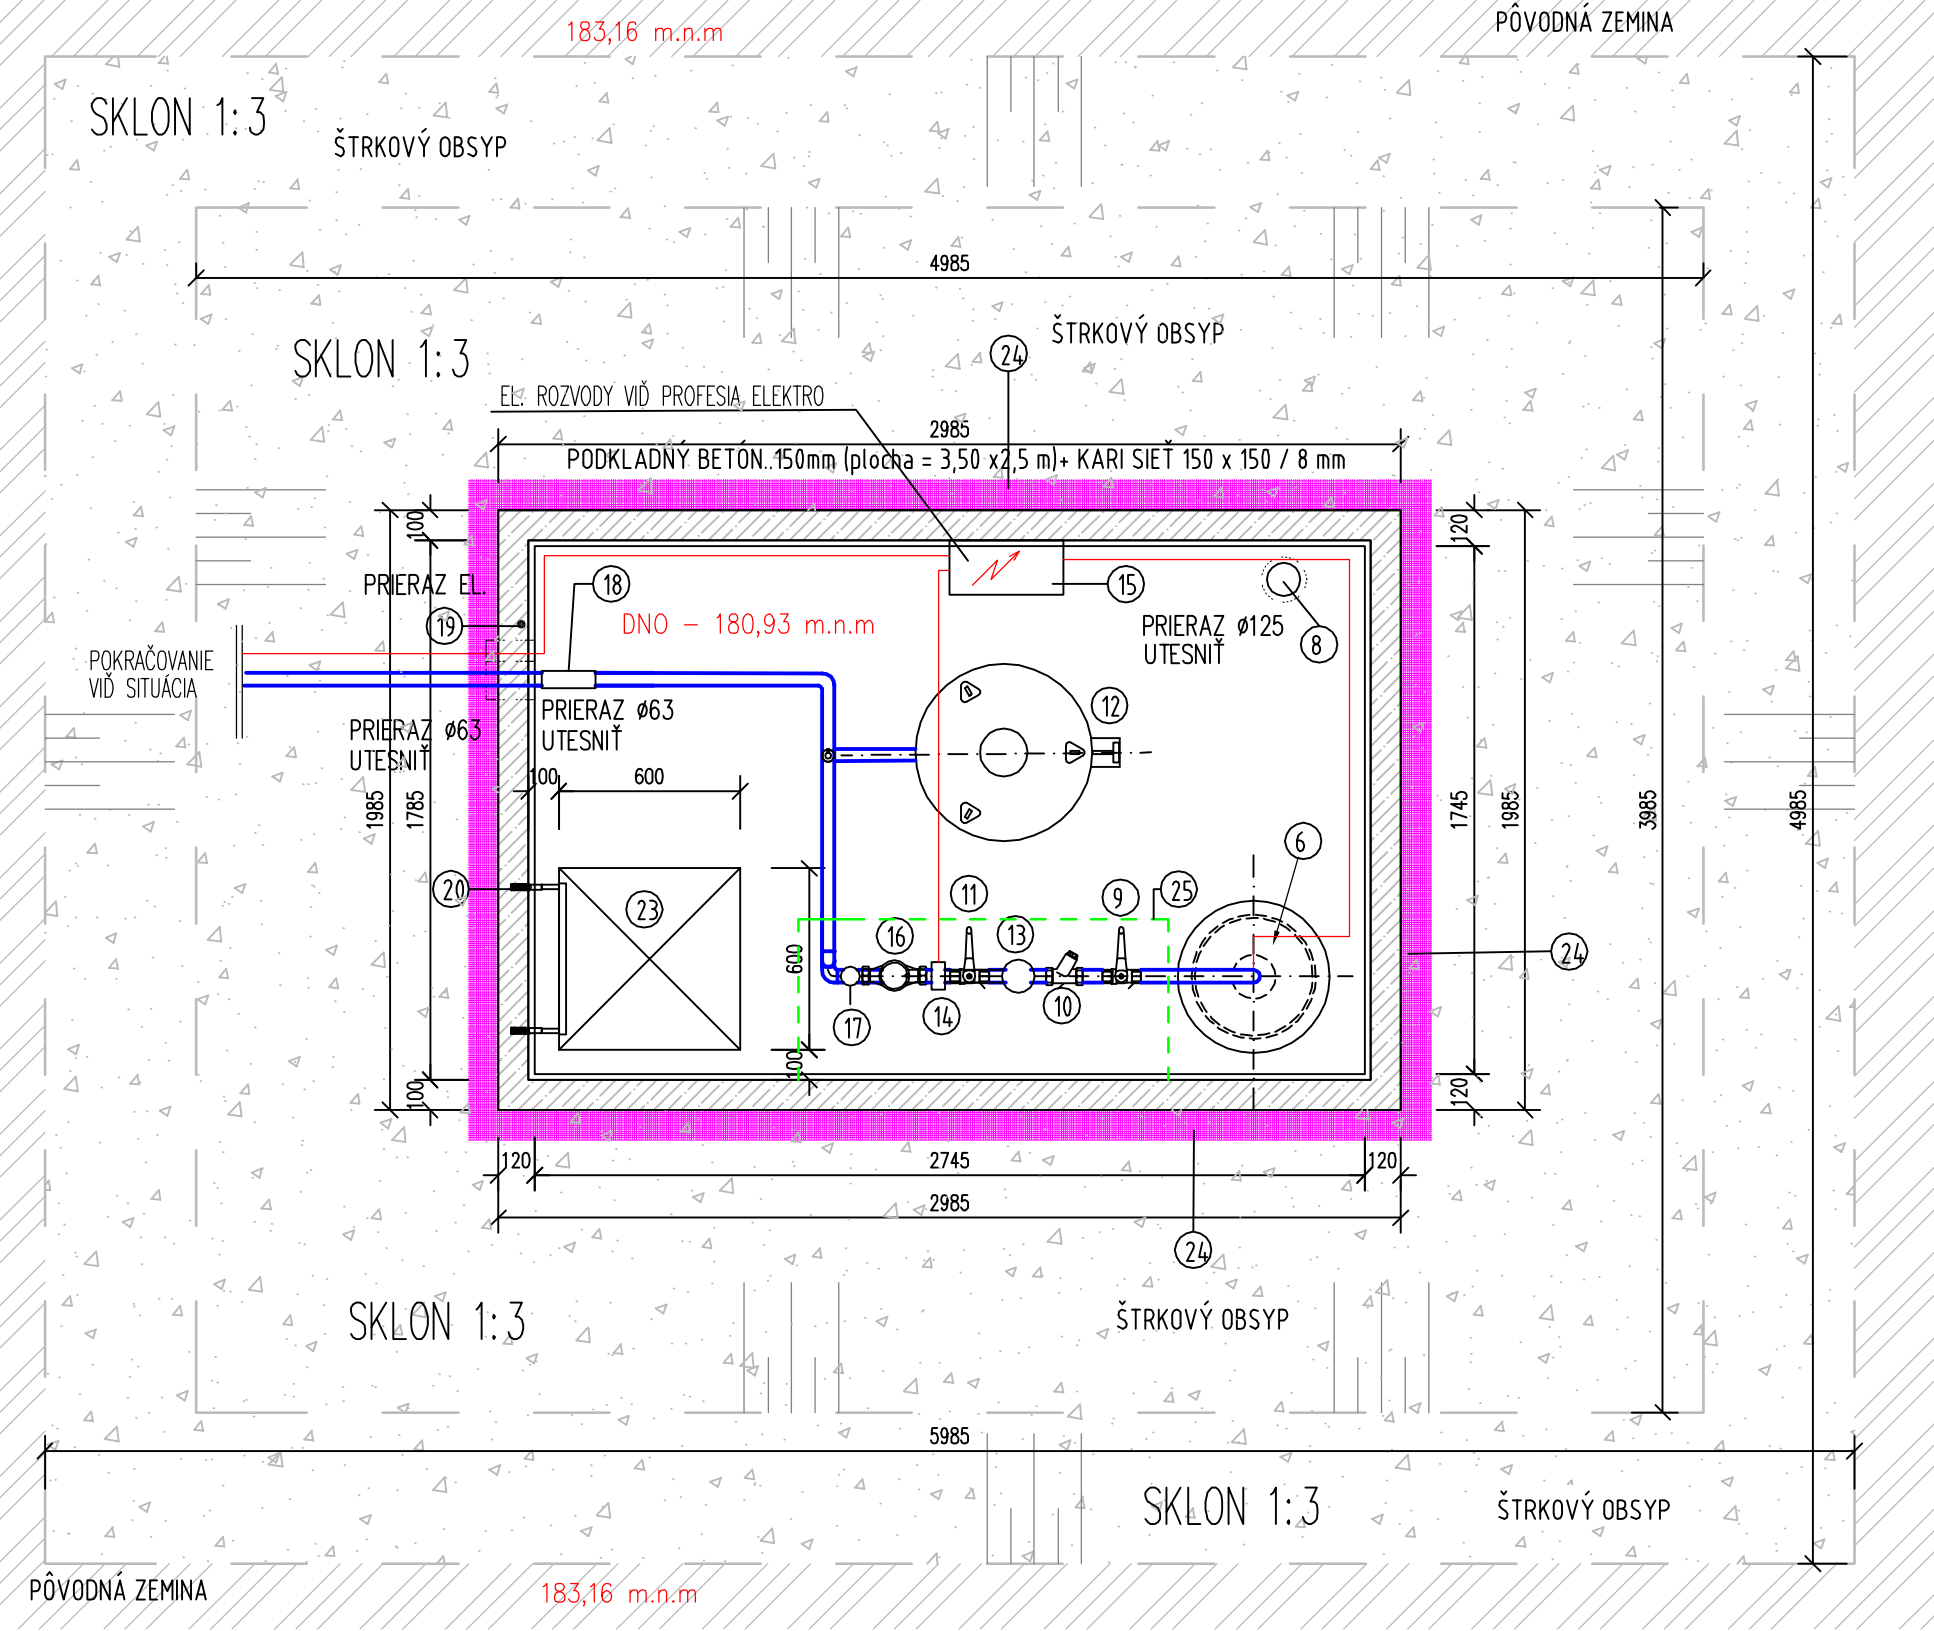 183,16 m.n.m
PÔVODNÁ ZEMINA
SKLON 1:3
ŠTRKOVÝ OBSYP
4985
ŠTRKOVÝ OBSYP
SKLON 1:3
24
EL. ROZVODY VIĎ PROFESIA ELEKTRO
2985
PODKLADNÝ BETÓN..150mm (plocha = 3,50 x2,5 m)+ KARI SIEŤ 150 x 150 / 8 mm
100
120
PRIERAZ EL.
18
15
19
DNO - 180,93 m.n.m
PRIERAZ ø125
UTESNIŤ
8
POKRAČOVANIE
VIĎ SITUÁCIA
PRIERAZ ø63
UTESNIŤ
PRIERAZ ø63
UTESNIŤ
12
100
600
1985
1785
1745
1985
3985
4985
6
20
23
11
9
25
16
13
600
24
14
10
17
100
100
120
120
2745
120
2985
24
SKLON 1:3
ŠTRKOVÝ OBSYP
5985
SKLON 1:3
ŠTRKOVÝ OBSYP
PÔVODNÁ ZEMINA
183,16 m.n.m